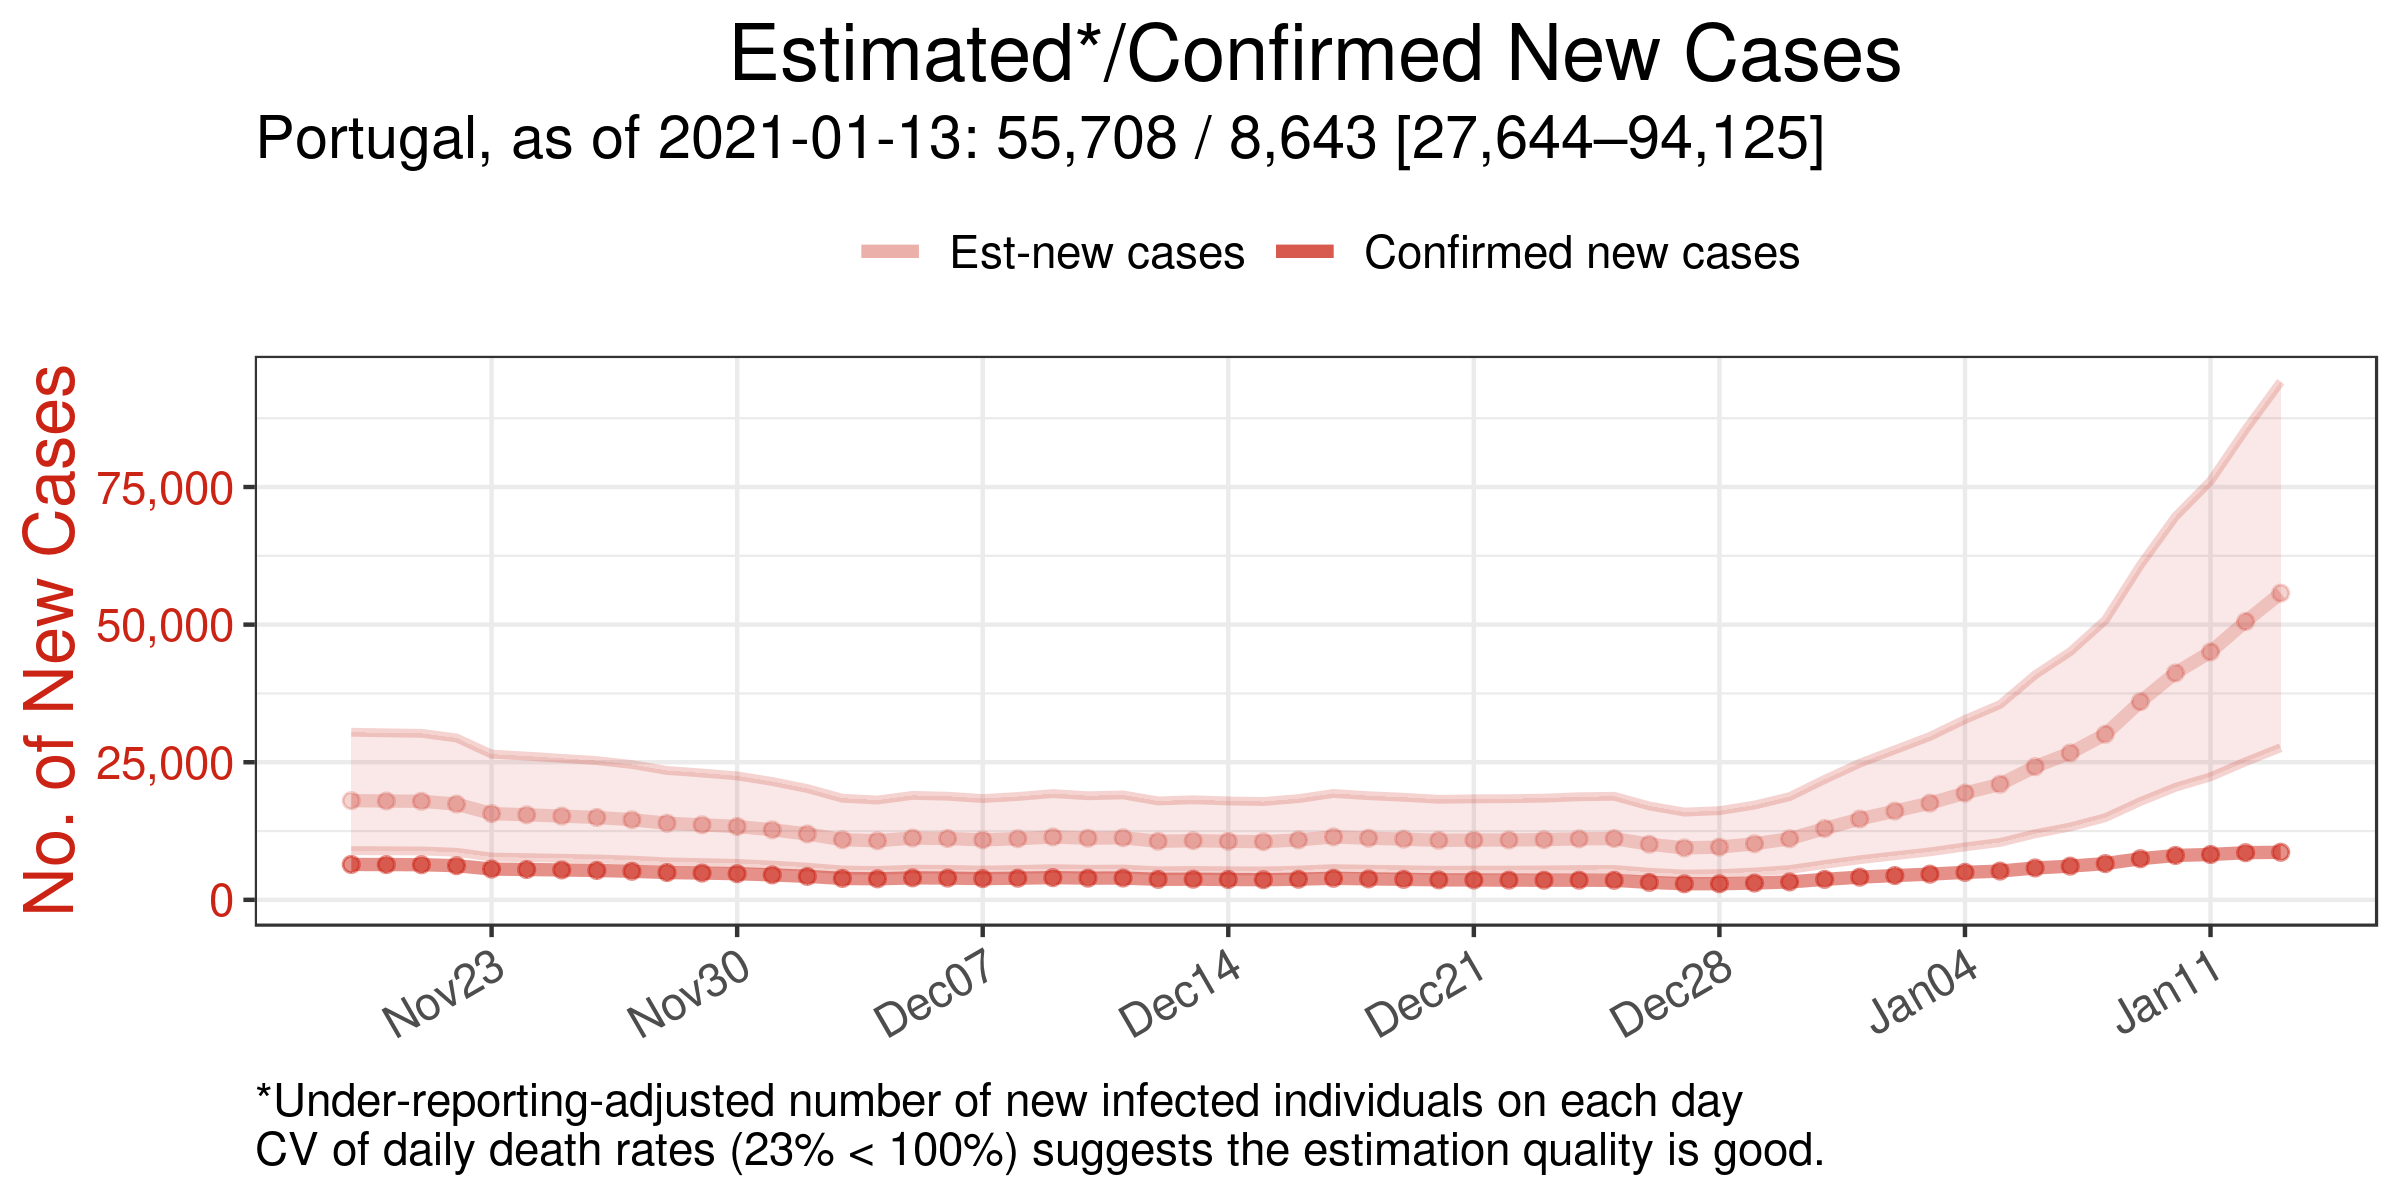 Estimated*/Confirmed New Cases
Portugal, as of 2021-01-13: 55,708 / 8,643 [27,644–94,125]
Est-new cases Confirmed new cases
No. of New Cases
75,000
50,000
25,000
0
Nov23 Nov30 Dec07 Dec14 Dec21 Dec28 Jan04 Jan11
*Under-reporting-adjusted number of new infected individuals on each day
CV of daily death rates (23% < 100%) suggests the estimation quality is good.